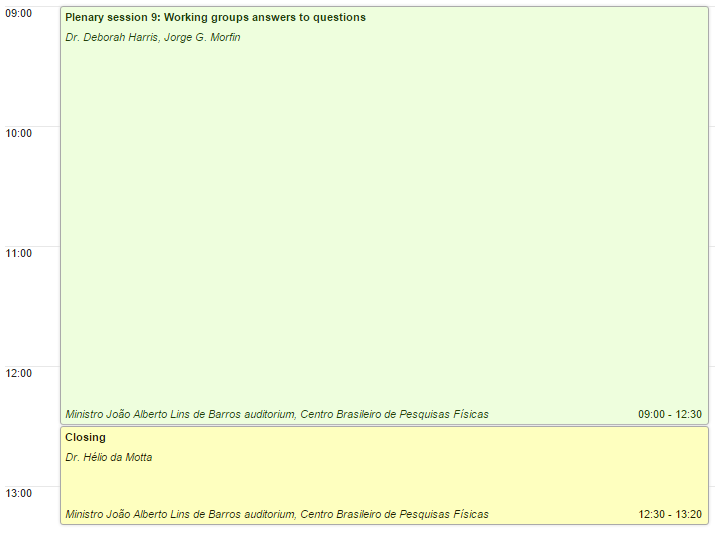 09:00
Plenary session 9: Working groups answers to questions
Dr. Deborah Harris, Jorge G. Morfin
10:00
11:00
12:00
Ministro João Alberto Lins de Barros auditorium, Centro Brasileiro de Pesquisas Físicas 09:00 - 12:30
Closing
Dr. Hélio da Motta
13:00
Ministro João Alberto Lins de Barros auditorium, Centro Brasileiro de Pesquisas Físicas 12:30 - 13:20